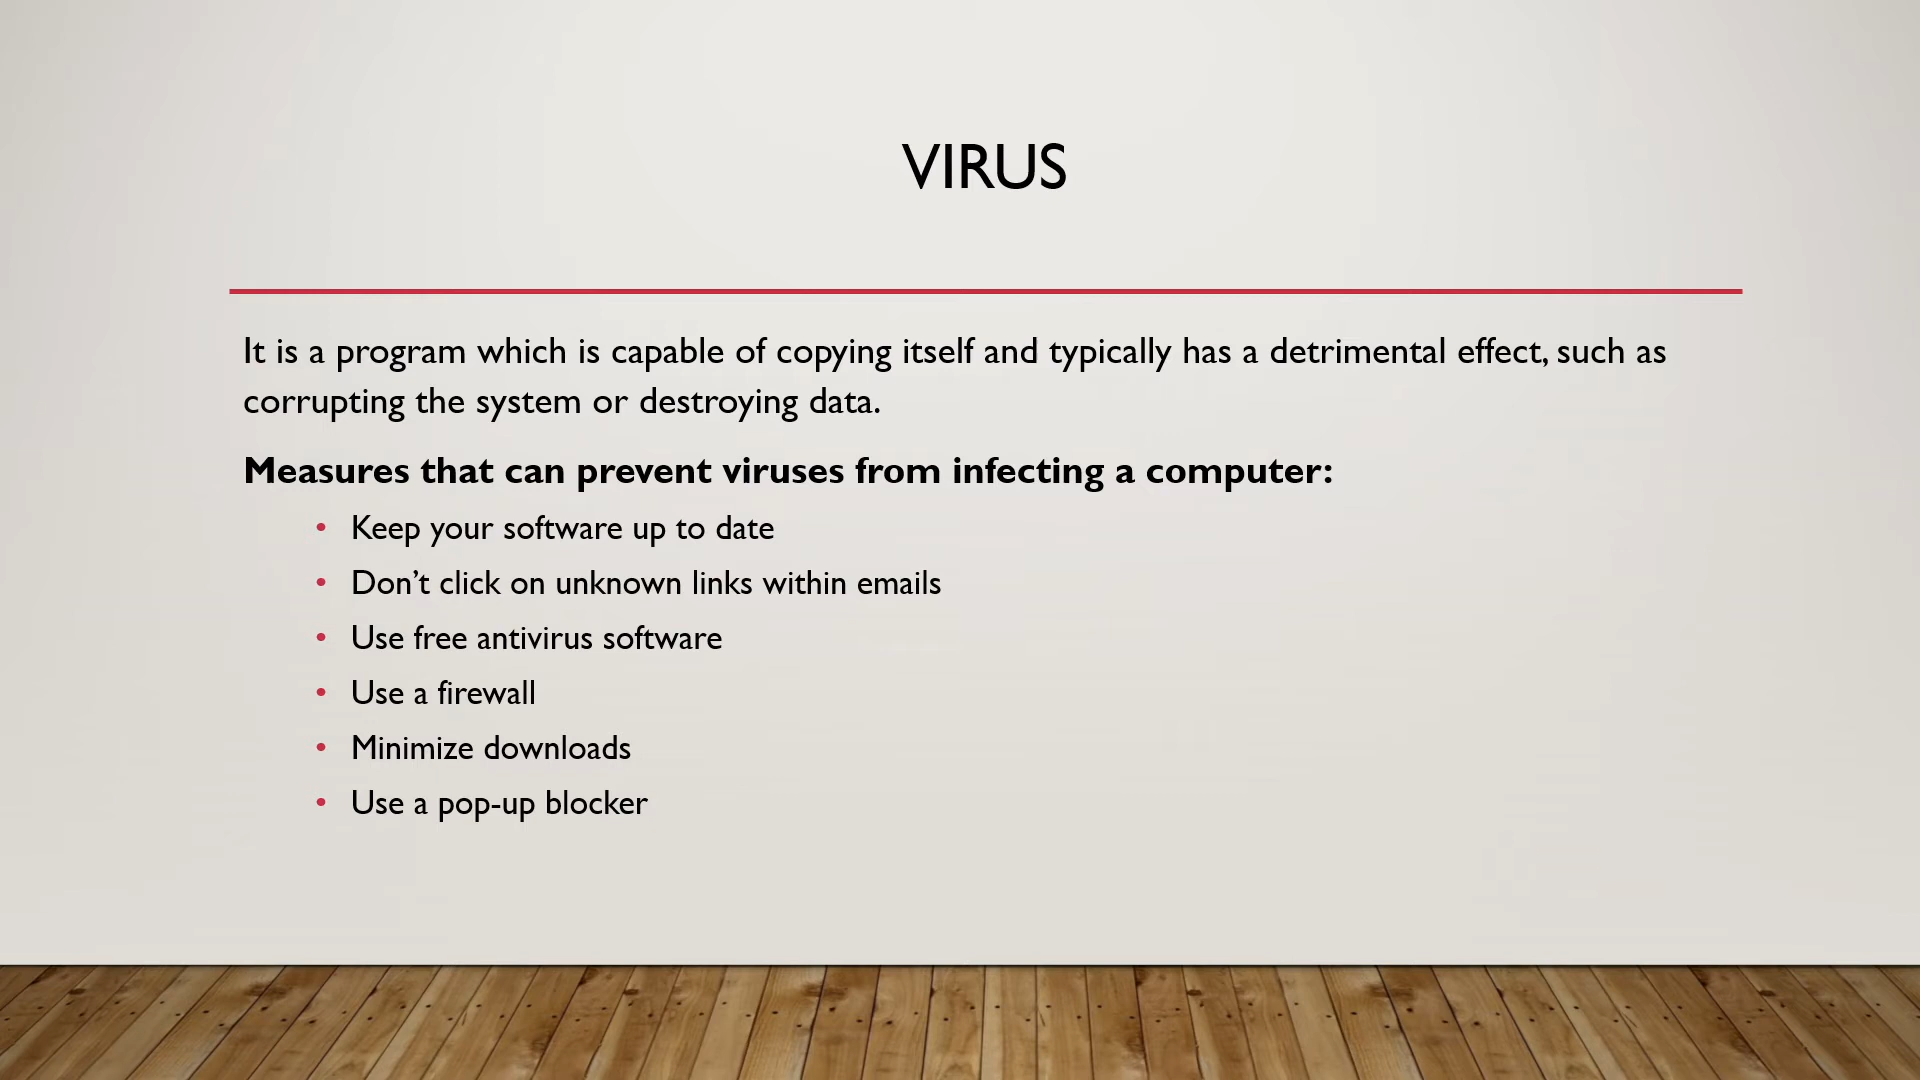 VIRUS
It is a program which is capable of copying itself and typically has a detrimental effect, such as
corrupting the system or destroying data.
Measures that can prevent viruses from infecting a computer:
• Keep your software up to date
• Don’t click on unknown links within emails
• Use free antivirus software
• Use a firewall
• Minimize downloads
• Use a pop-up blocker